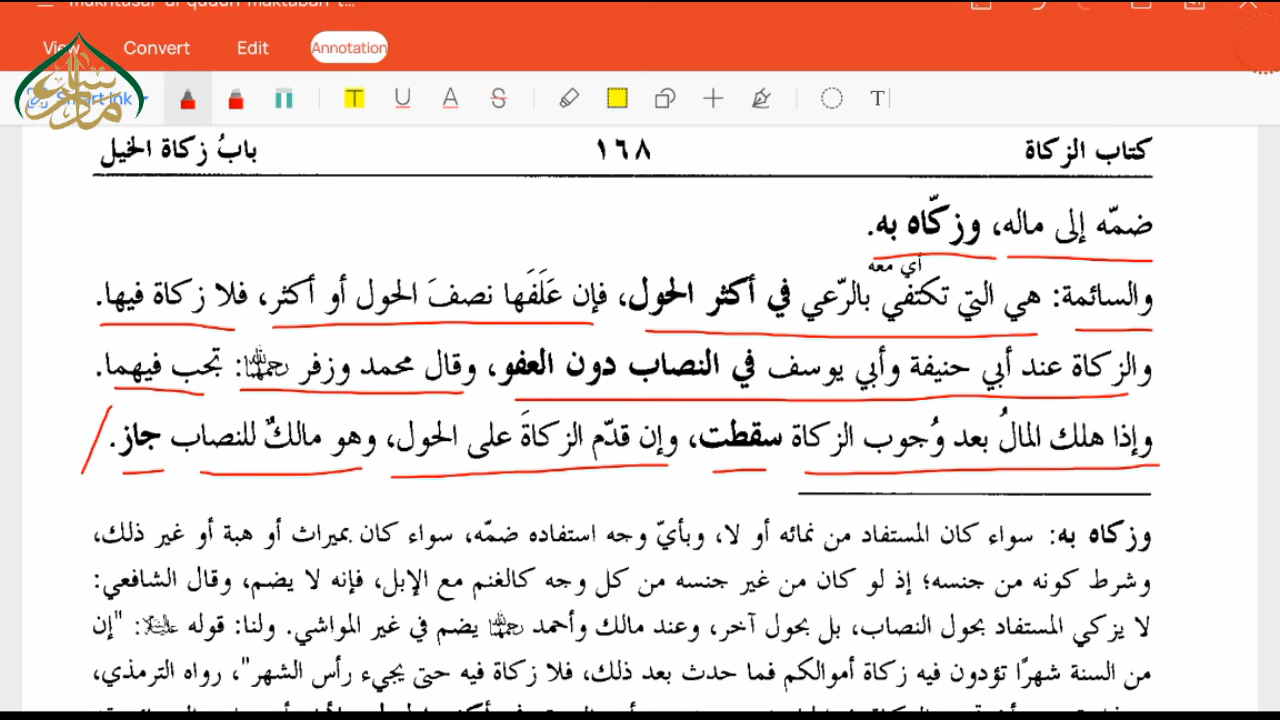 mukhtasar ul quduri maktabah t...
View Convert Edit Annotation
Smart Ink
T U A S T
كتاب الزكاة ١٦٨ بابُ زكاة الخيل
ضمّه إلى ماله، وزكّاه به.
أي معه
والسائمة: هي التي تكتفي بالرّعي في أكثر الحول، فإن عَلَفَها نصفَ الحول أو أكثر، فلا زكاة فيها.
والزكاة عند أبي حنيفة وأبي يوسف في النصاب دون العفو، وقال محمد وزفر رحمهما الله: تجب فيهما.
وإذا هلك المالُ بعد وُجوب الزكاة سقطت، وإن قدّم الزكاةَ على الحول، وهو مالكٌ للنصاب جاز.
وزكاه به: سواء كان المستفاد من نمائه أو لا، وبأيّ وجه استفاده ضمّه، سواء كان بميراث أو هبة أو غير ذلك،
وشرط كونه من جنسه؛ إذ لو كان من غير جنسه من كل وجه كالغنم مع الإبل، فإنه لا يضم، وقال الشافعي:
لا يزكي المستفاد بحول النصاب، بل بحول آخر، وعند مالك وأحمد رحمهما الله يضم في غير المواشي. ولنا: قوله عليه السلام: "إن
من السنة شهرًا تؤدون فيه زكاة أموالكم فما حدث بعد ذلك، فلا زكاة فيه حتى يجيء رأس الشهر"، رواه الترمذي،